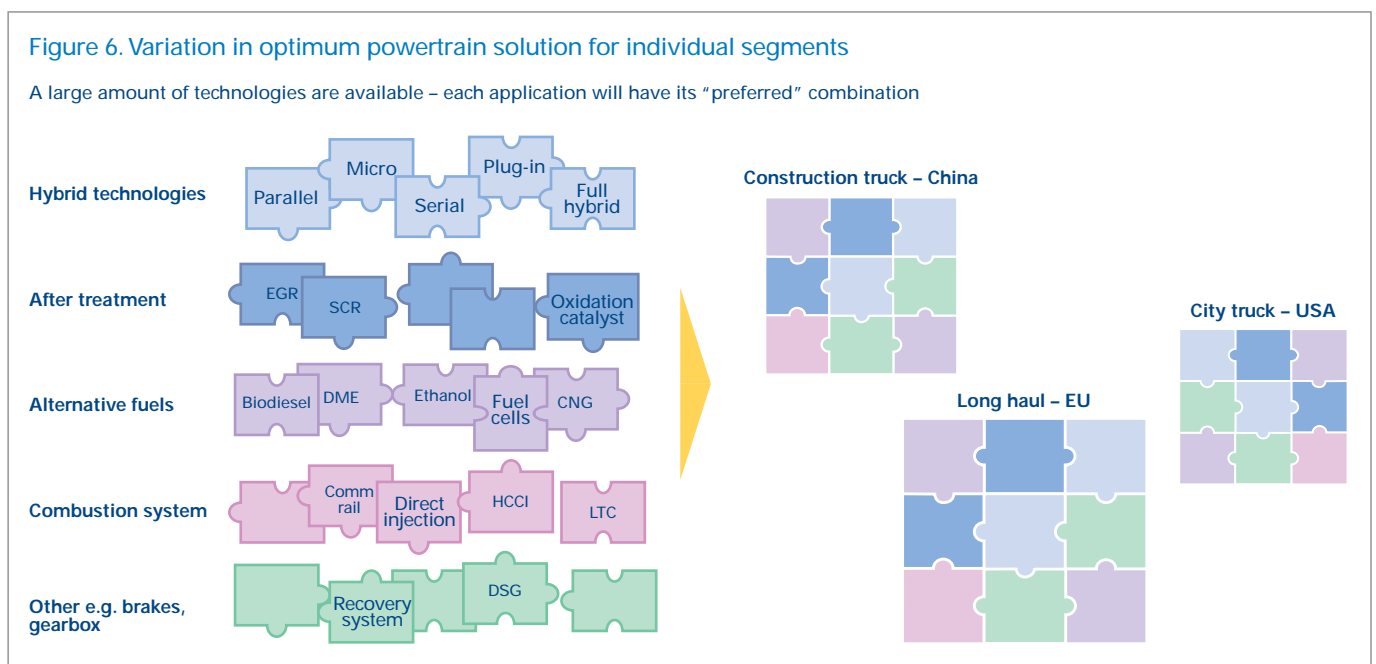 Figure 6. Variation in optimum powertrain solution for individual segments
A large amount of technologies are available – each application will have its “preferred” combination
Hybrid technologies
Parallel
Micro
Serial
Plug-in
Full
hybrid
After treatment
EGR
SCR
Oxidation
catalyst
Alternative fuels
Biodiesel
DME
Ethanol
Fuel
cells
CNG
Combustion system
Comm
rail
Direct
injection
HCCI
LTC
Other e.g. brakes,
gearbox
Recovery
system
DSG
Construction truck – China
City truck – USA
Long haul – EU